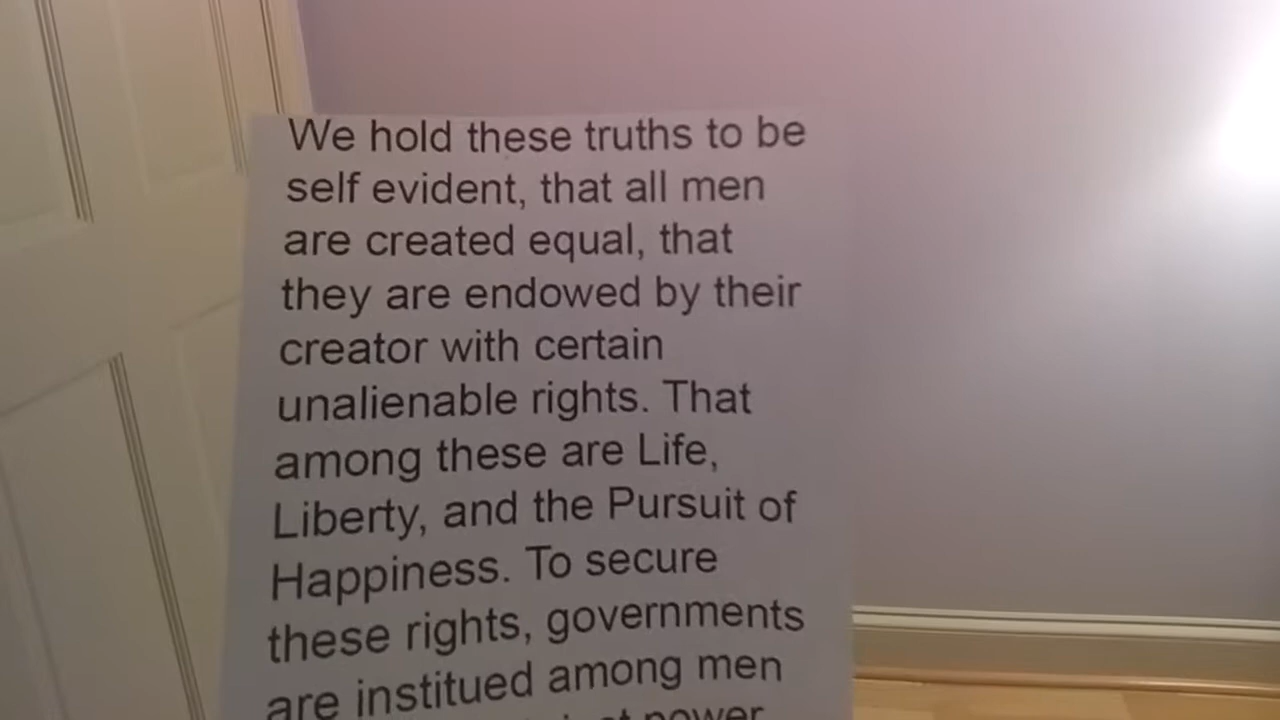 We hold these truths to be
self evident, that all men
are created equal, that
they are endowed by their
creator with certain
unalienable rights. That
among these are Life,
Liberty, and the Pursuit of
Happiness. To secure
these rights, governments
are institued among men
power